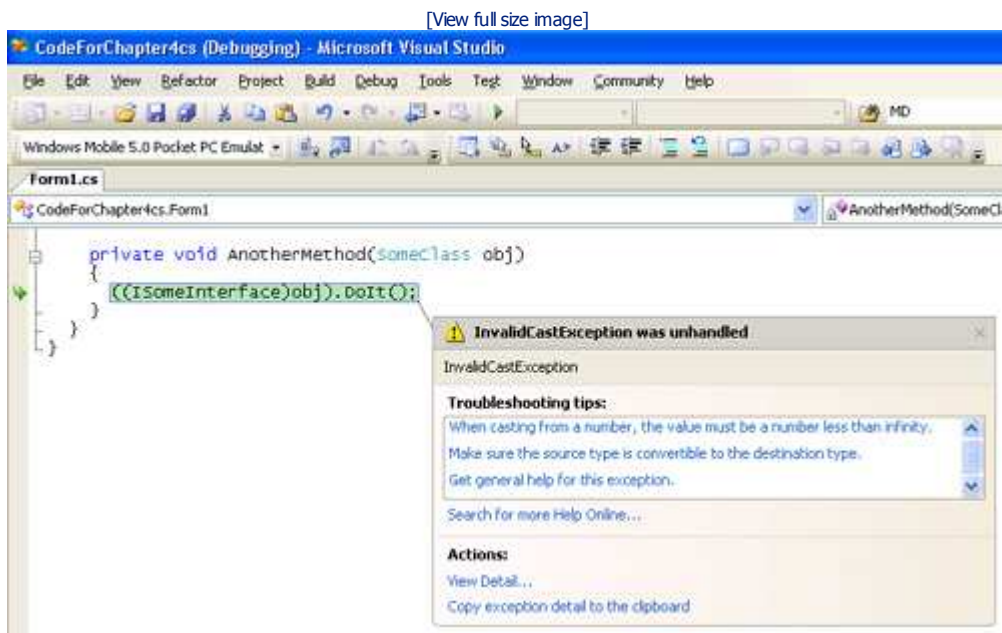 [View full size image]
CodeForChapter4cs (Debugging) - Microsoft Visual Studio
File Edit View Refactor Project Build Debug Tools Test Window Community Help
MD
Windows Mobile 5.0 Pocket PC Emulat
Form1.cs
CodeForChapter4cs.Form1 AnotherMethod(SomeCl
private void AnotherMethod(SomeClass obj)
{
((ISomeInterface)obj).DoIt();
}
}
}
InvalidCastException was unhandled
InvalidCastException
Troubleshooting tips:
When casting from a number, the value must be a number less than infinity.
Make sure the source type is convertible to the destination type.
Get general help for this exception.
Search for more Help Online...
Actions:
View Detail...
Copy exception detail to the clipboard